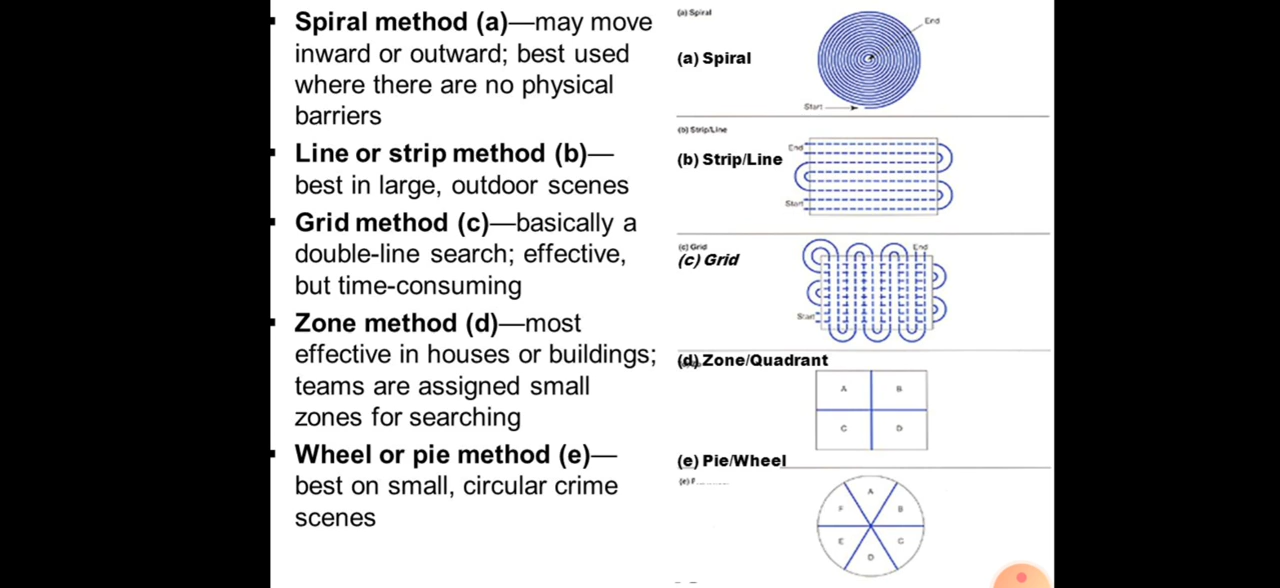 Spiral method (a)—may move
inward or outward; best used
where there are no physical
barriers
Line or strip method (b)—
best in large, outdoor scenes
Grid method (c)—basically a
double-line search; effective,
but time-consuming
Zone method (d)—most
effective in houses or buildings;
teams are assigned small
zones for searching
Wheel or pie method (e)—
best on small, circular crime
scenes
(a) Spiral
End
(a) Spiral
Start
(b) Strip/Line
End
(b) Strip/Line
Start
(c) Grid
End
(c) Grid
Start
(d) Zone/Quadrant
A B
C D
(e) Pie/Wheel
(e) F
A
F B
E C
D